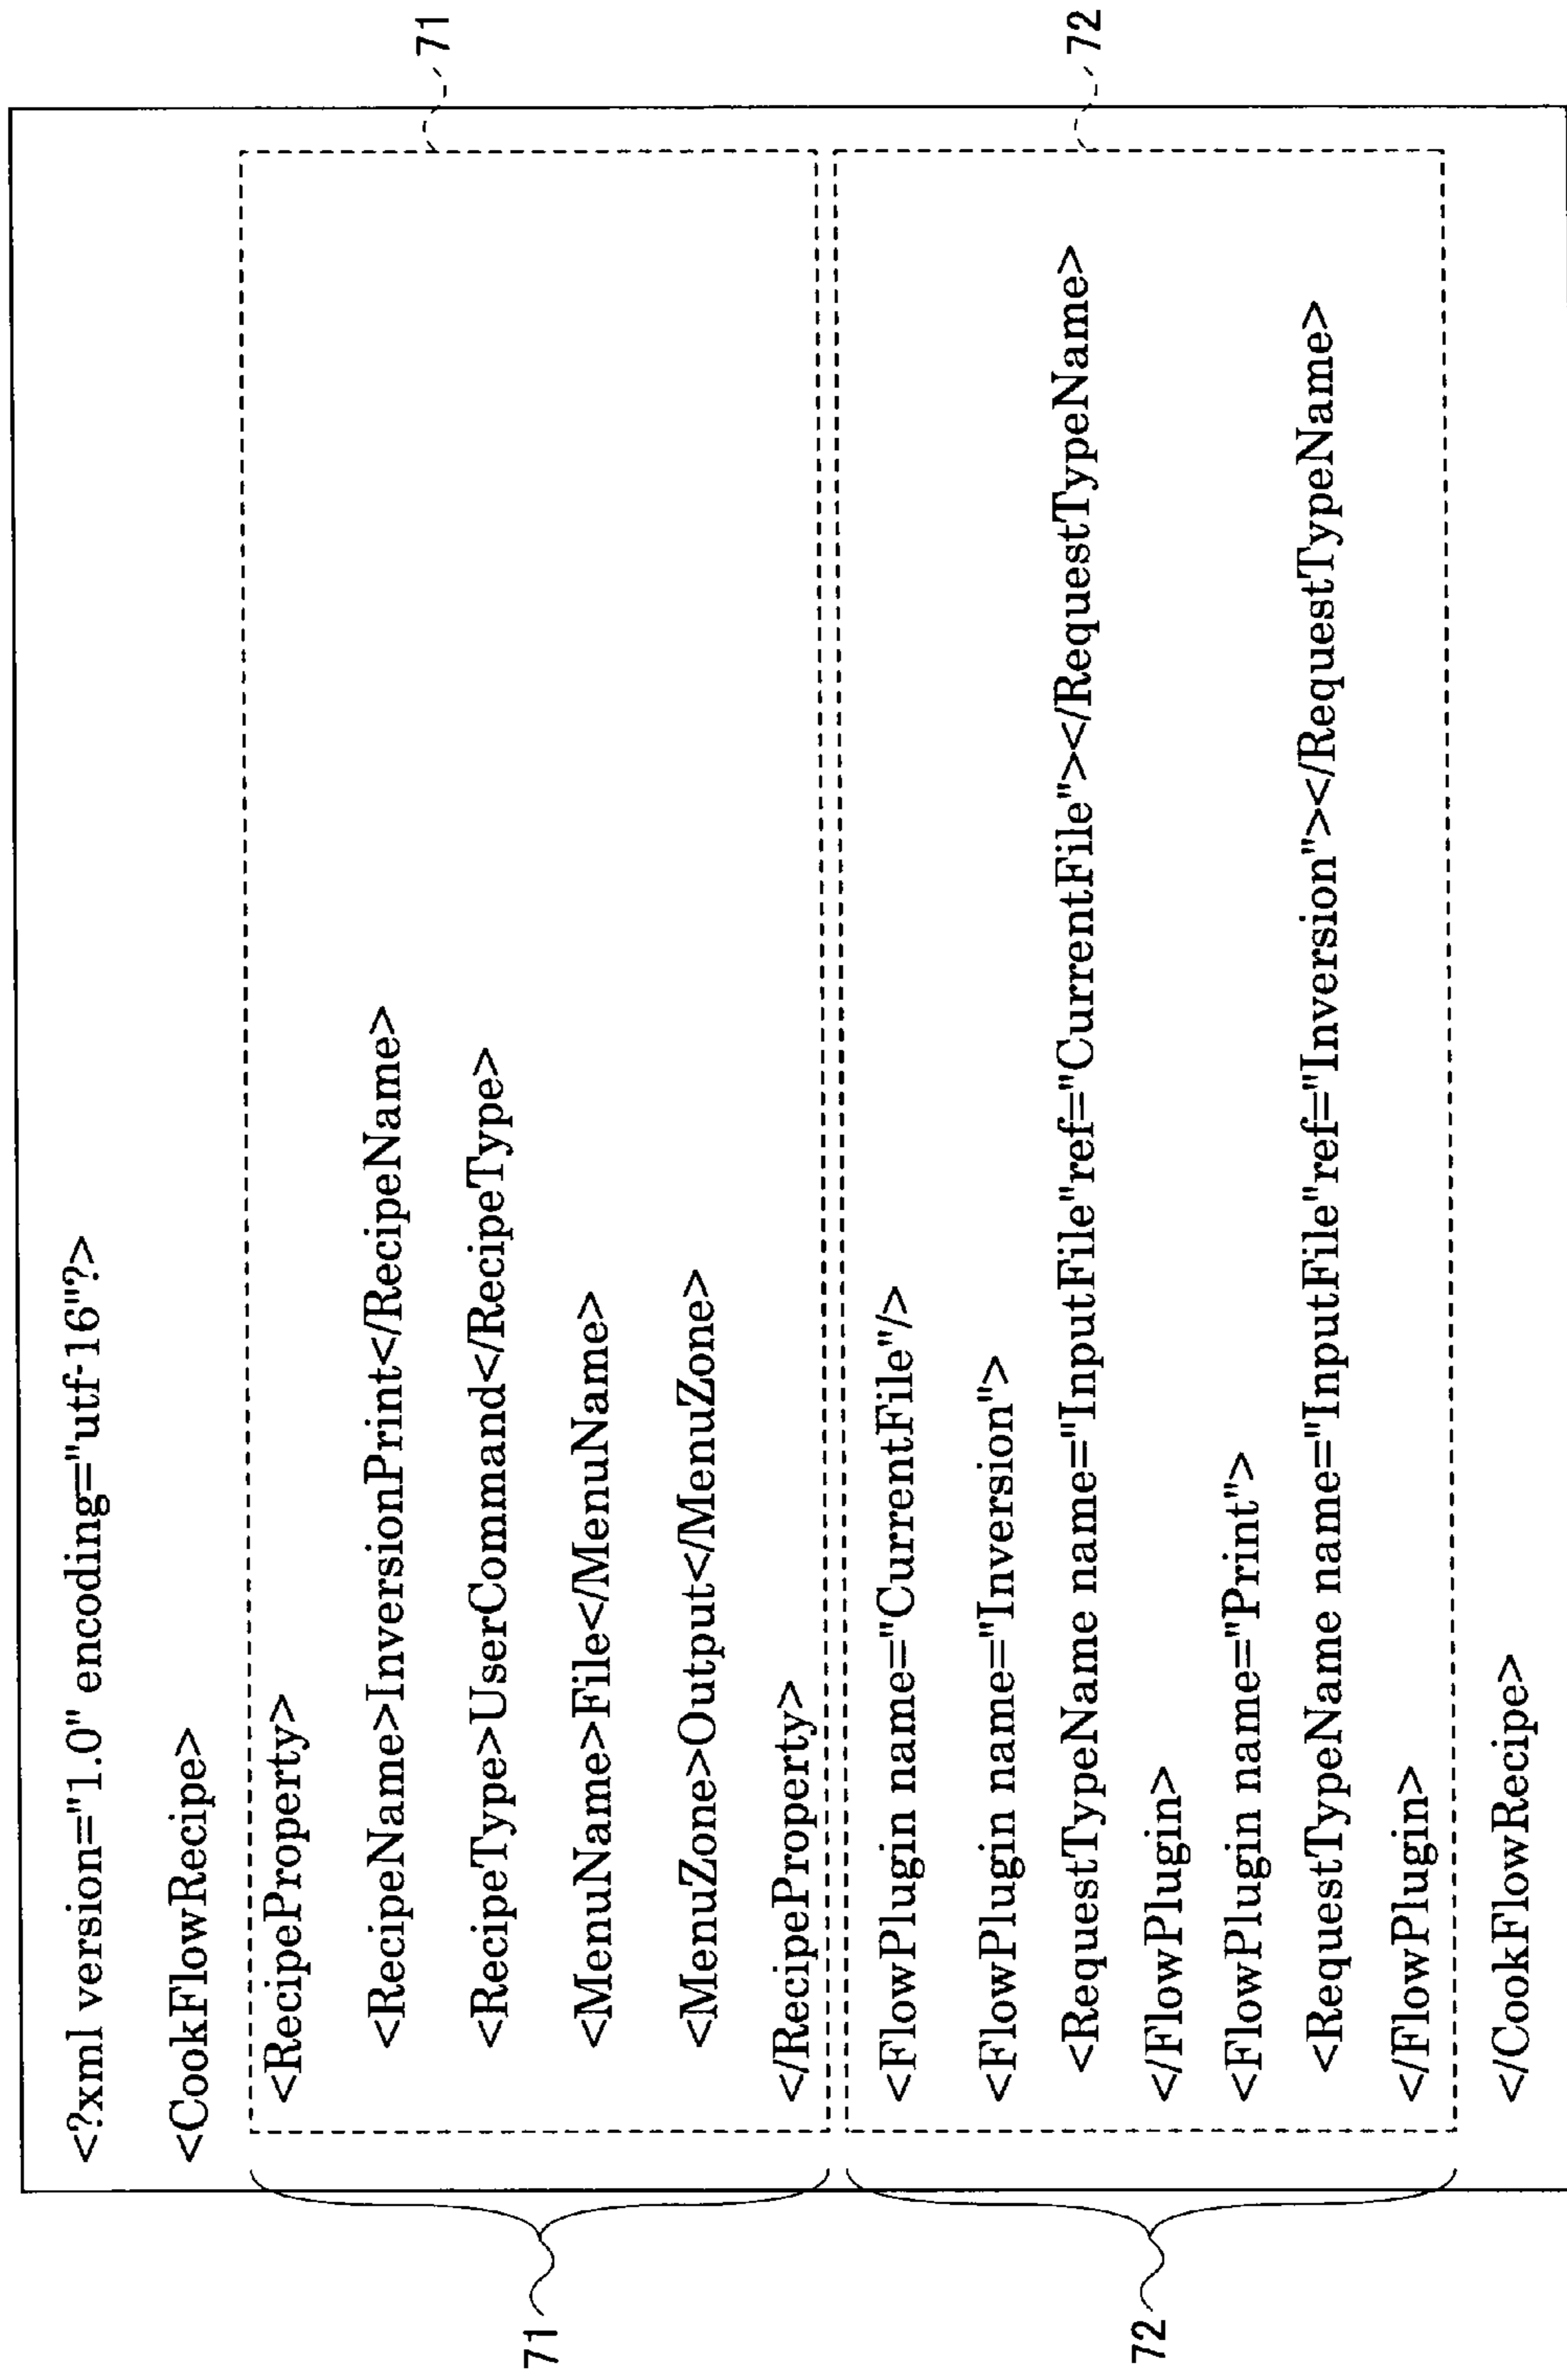 <?xml version="1.0" encoding="utf-16"?>
<CookFlowRecipe>
<RecipeProperty>
<RecipeName>InversionPrint</RecipeName>
<RecipeType>UserCommand</RecipeType>
<MenuName>File</MenuName>
<MenuZone>Output</MenuZone>
</RecipeProperty>
71
71
<FlowPlugin name="CurrentFile"/>
<FlowPlugin name="Inversion">
<RequestTypeName name="InputFile"ref="CurrentFile"></RequestTypeName>
</FlowPlugin>
<FlowPlugin name="Print">
<RequestTypeName name="InputFile"ref="Inversion"></RequestTypeName>
</FlowPlugin>
72
72
</CookFlowRecipe>